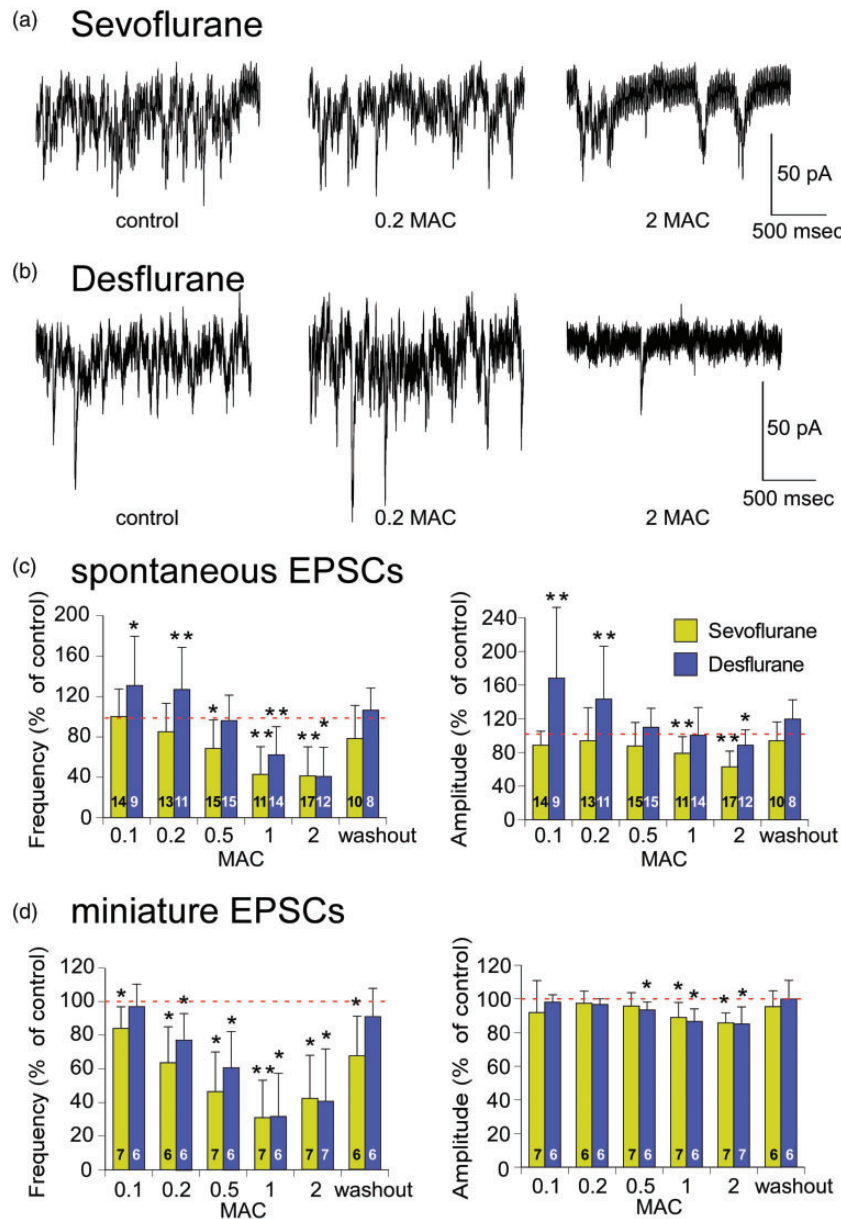 (a) Sevoflurane
control 0.2 MAC 2 MAC
50 pA
500 msec
(b) Desflurane
control 0.2 MAC 2 MAC
50 pA
500 msec
(c) spontaneous EPSCs
Frequency (% of control)
200
160
120
80
40
0
* ** * ** ** ** *
14 9 13 11 15 15 11 14 17 12 10 8
0.1 0.2 0.5 1 2 washout
MAC
Amplitude (% of control)
240
200
160
120
80
40
0
** ** ** ** *
Sevoflurane
Desflurane
14 9 13 11 15 15 11 14 17 12 10 8
0.1 0.2 0.5 1 2 washout
MAC
(d) miniature EPSCs
Frequency (% of control)
120
100
80
60
40
20
0
* * * * * ** * * * *
7 6 6 6 7 6 7 6 7 7 6 6
0.1 0.2 0.5 1 2 washout
MAC
Amplitude (% of control)
120
100
80
60
40
20
0
* * * * *
7 6 6 6 7 6 7 6 7 7 6 6
0.1 0.2 0.5 1 2 washout
MAC